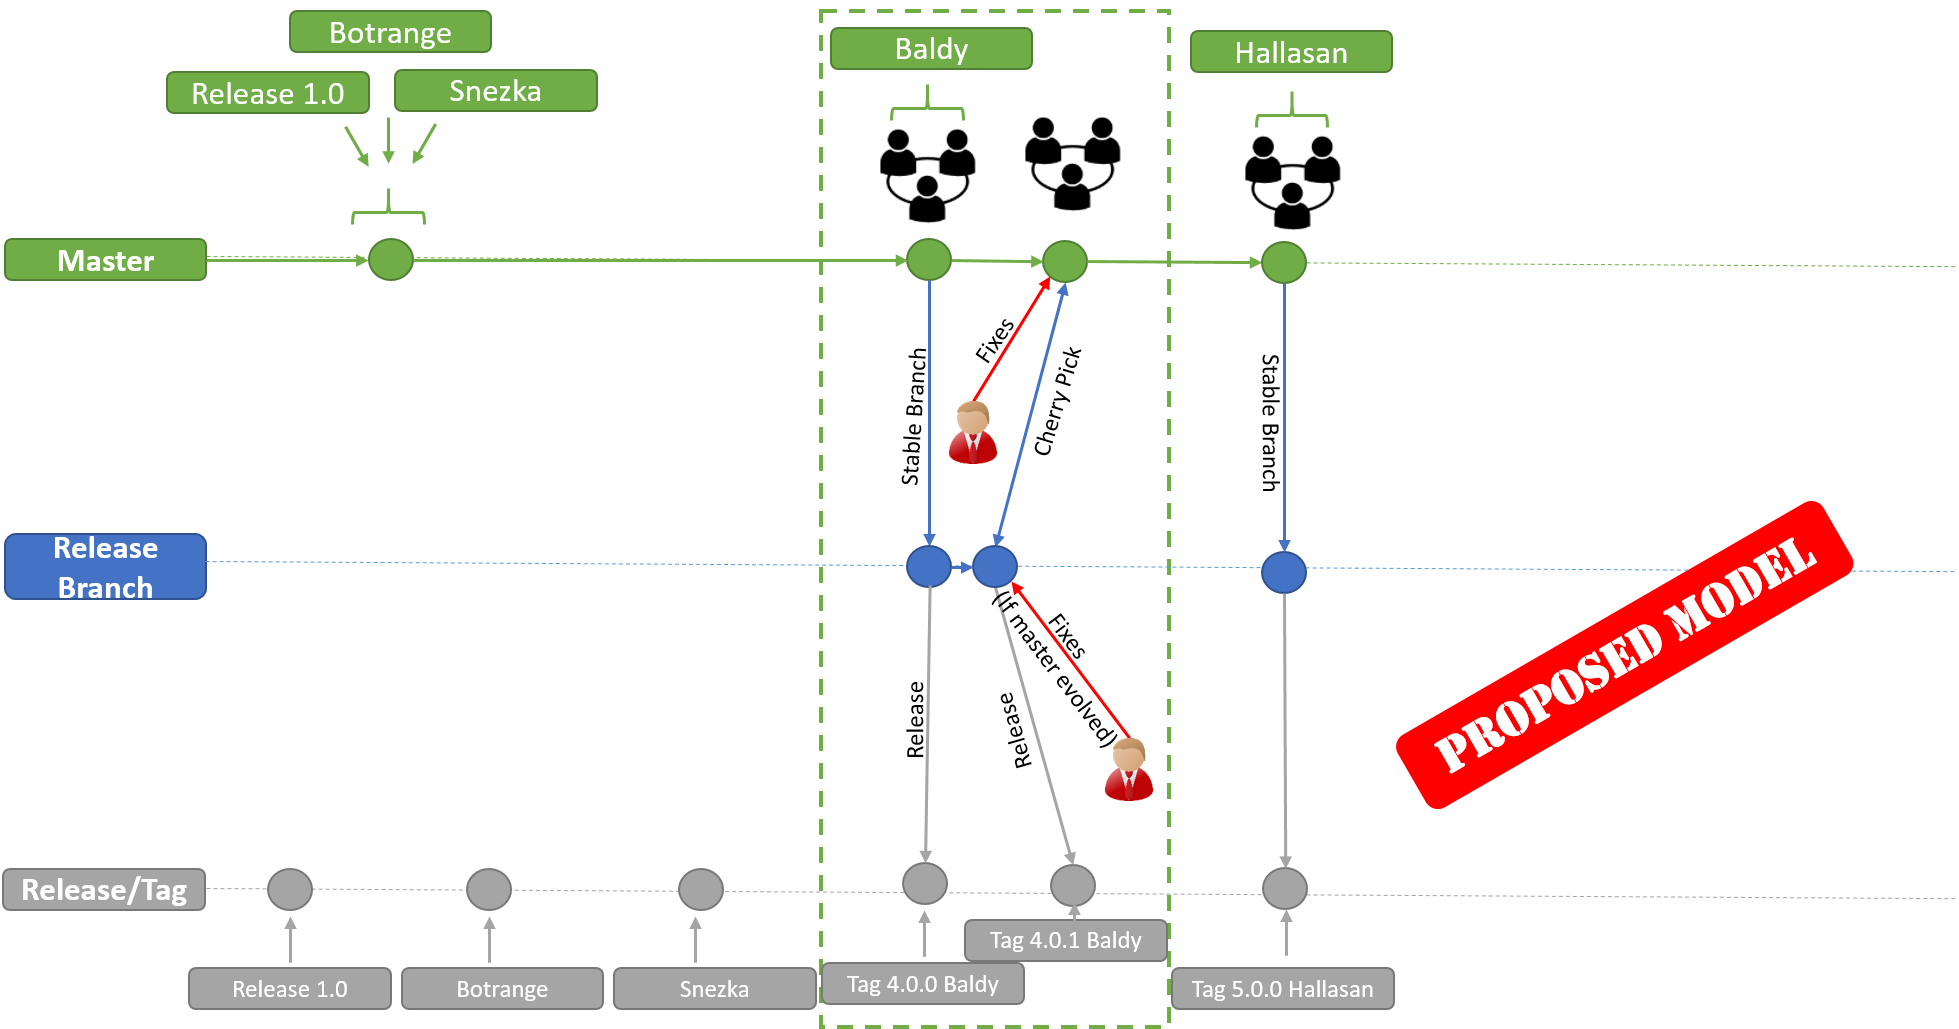 Botrange
Release 1.0
Snezka
Baldy
Hallasan
Master
Fixes
Stable Branch
Cherry Pick
Stable Branch
Release
Branch
Fixes
(If master evolved)
Release
Release
PROPOSED MODEL
Release/Tag
Tag 4.0.1 Baldy
Release 1.0
Botrange
Snezka
Tag 4.0.0 Baldy
Tag 5.0.0 Hallasan